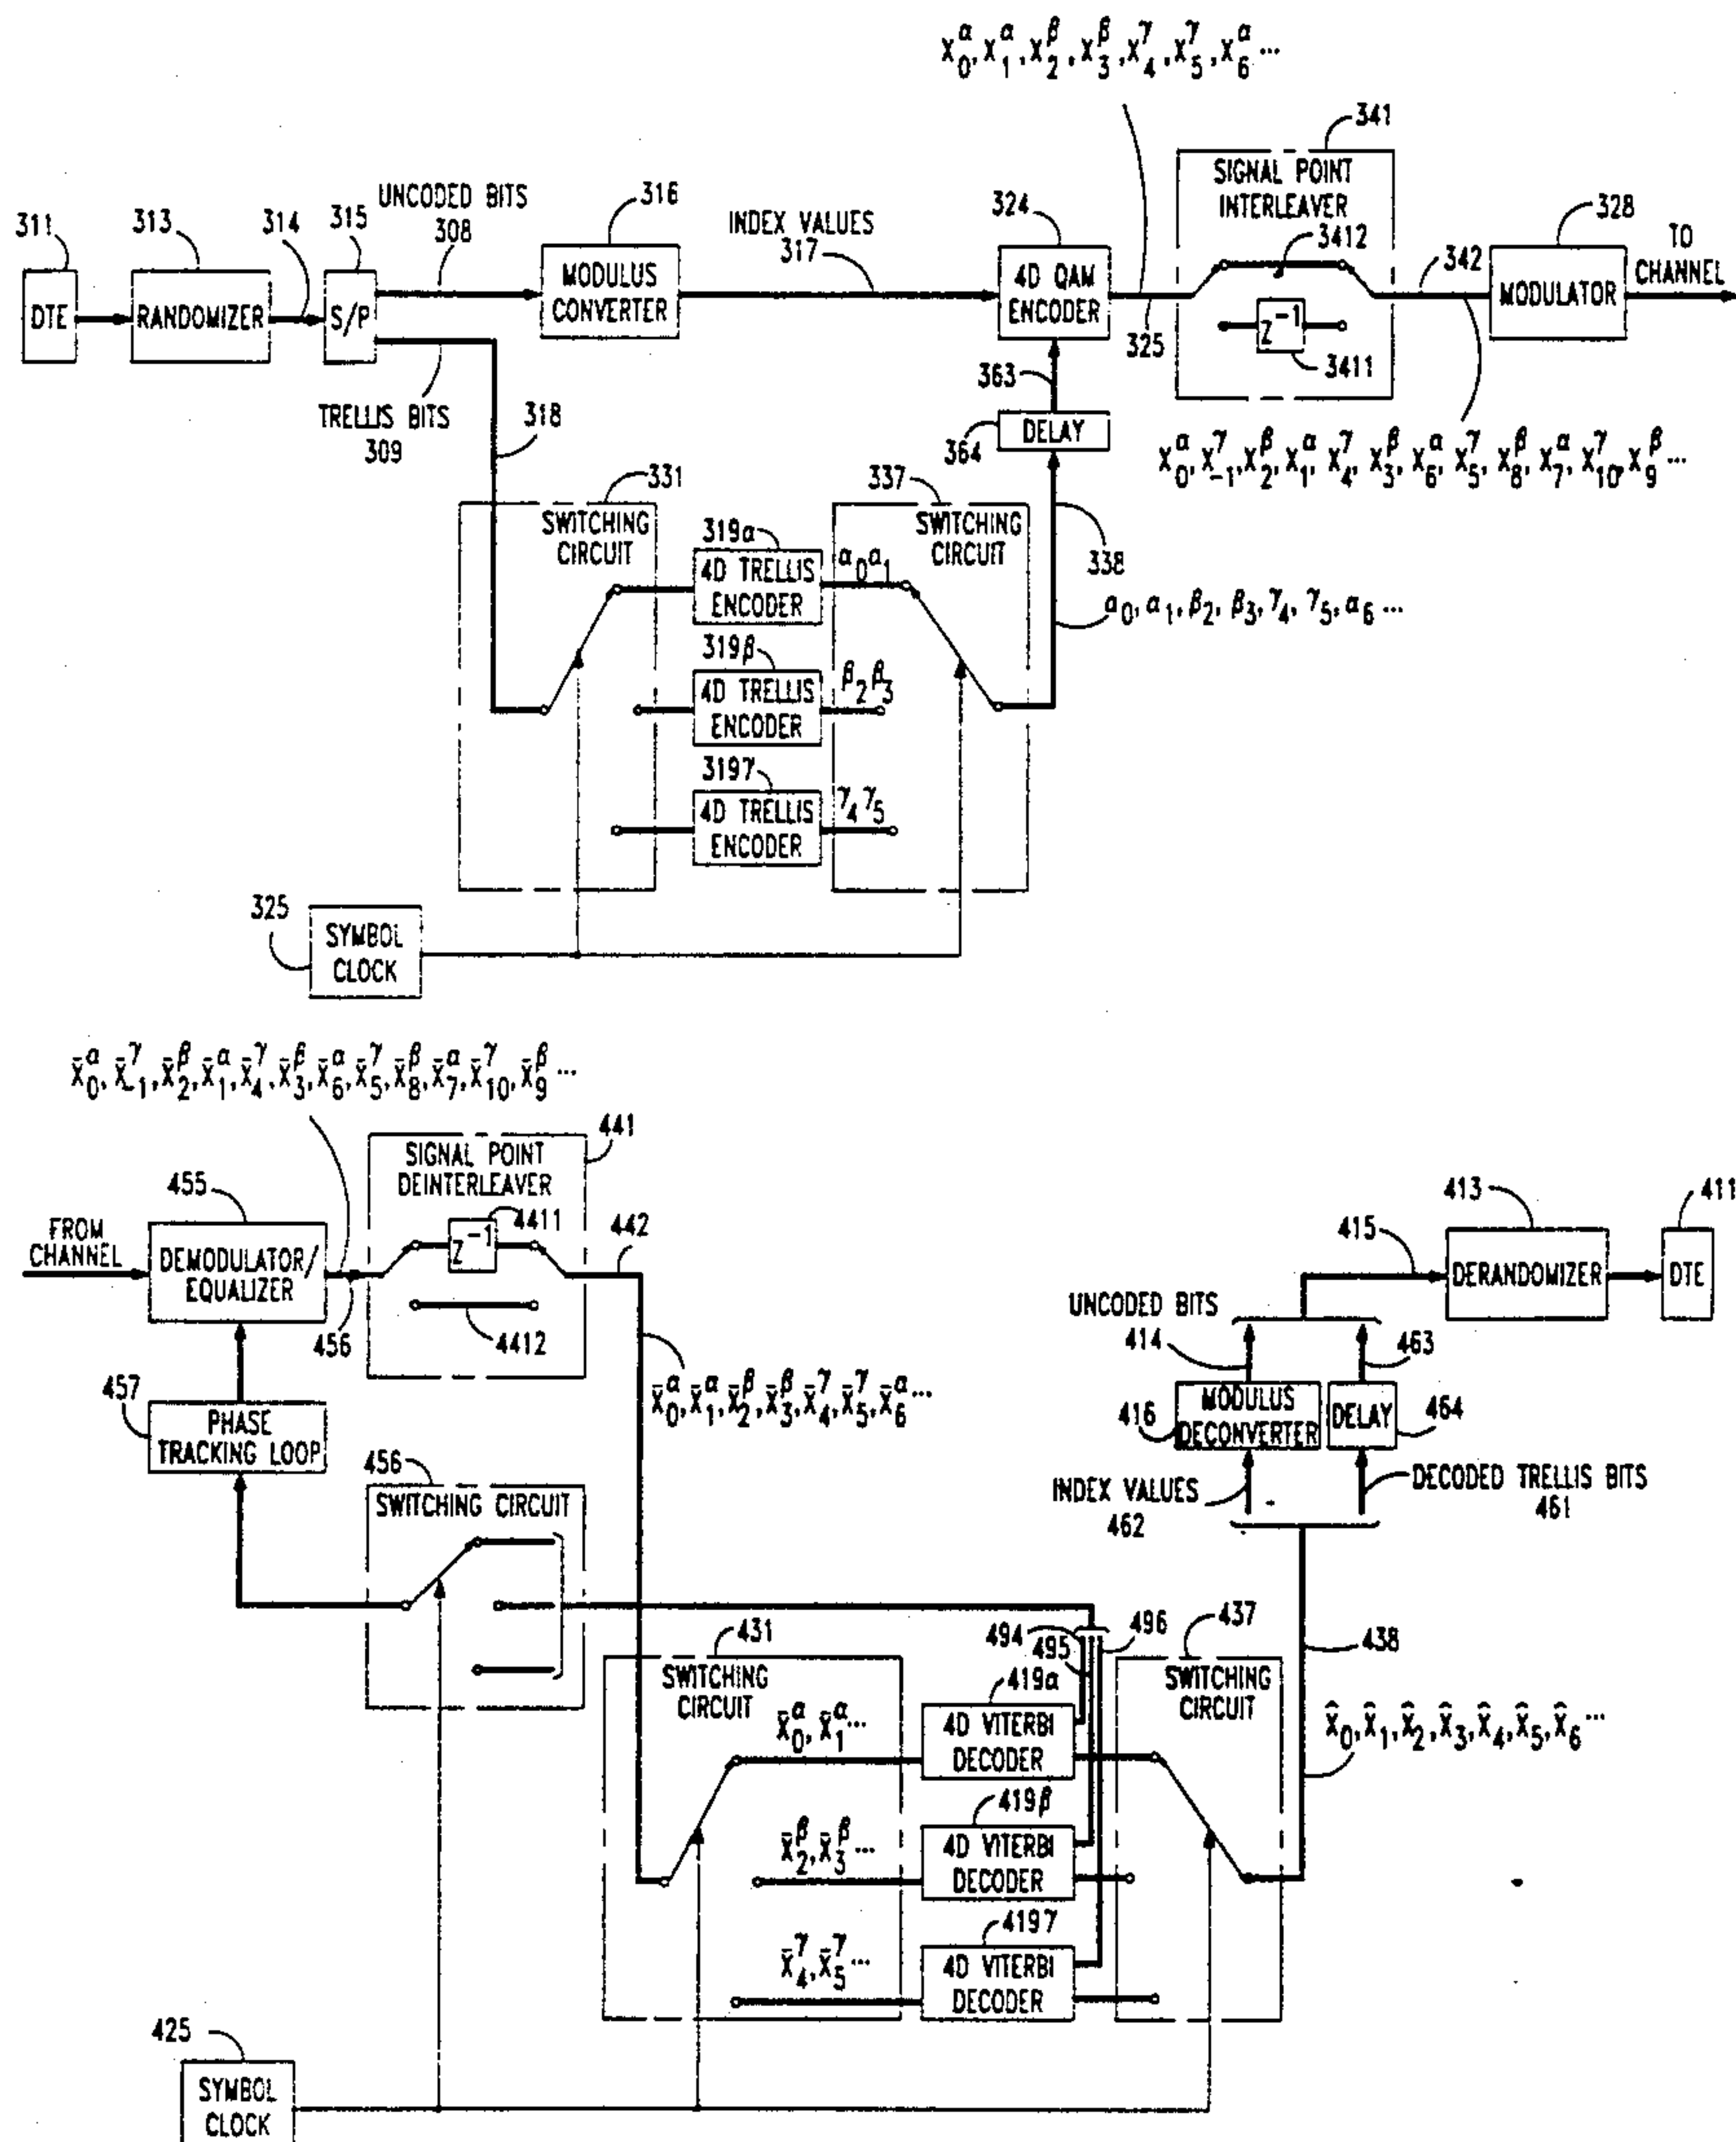 x₀^α, x₁^α, x₂^β, x₃^β, x₄^γ, x₅^γ, x₆^α ...
341
SIGNAL POINT
INTERLEAVER
3412
Z⁻¹
3411
311
DTE
313
RANDOMIZER
314
315
S/P
UNCODED BITS
308
316
MODULUS
CONVERTER
INDEX VALUES
317
324
4D QAM
ENCODER
325
342
328
MODULATOR
TO
CHANNEL
TRELLIS BITS
309
318
363
364
DELAY
x₀^α, x₋₁^γ, x₂^β, x₁^α, x₄^γ, x₃^β, x₆^α, x₅^γ, x₈^β, x₇^α, x₁₀^γ, x₉^β ...
331
SWITCHING
CIRCUIT
319α
4D TRELLIS
ENCODER
α₀α₁
337
SWITCHING
CIRCUIT
338
α₀, α₁, β₂, β₃, γ₄, γ₅, α₆ ...
319β
4D TRELLIS
ENCODER
β₂β₃
319γ
4D TRELLIS
ENCODER
γ₄γ₅
325
SYMBOL
CLOCK
x̄₀^α, x̄₋₁^γ, x̄₂^β, x̄₁^α, x̄₄^γ, x̄₃^β, x̄₆^α, x̄₅^γ, x̄₈^β, x̄₇^α, x̄₁₀^γ, x̄₉^β ...
441
SIGNAL POINT
DEINTERLEAVER
4411
Z⁻¹
4412
442
FROM
CHANNEL
455
DEMODULATOR/
EQUALIZER
456
413
DERANDOMIZER
411
DTE
415
UNCODED BITS
414
463
x̄₀^α, x̄₁^α, x̄₂^β, x̄₃^β, x̄₄^γ, x̄₅^γ, x̄₆^α ...
457
PHASE
TRACKING LOOP
416
MODULUS
DECONVERTER
DELAY
464
INDEX VALUES
462
DECODED TRELLIS BITS
461
456
SWITCHING CIRCUIT
494
495
496
431
SWITCHING
CIRCUIT
437
SWITCHING
CIRCUIT
438
x̂₀, x̂₁, x̂₂, x̂₃, x̂₄, x̂₅, x̂₆ ...
419α
x̄₀^α, x̄₁^α ...
4D VITERBI
DECODER
419β
x̄₂^β, x̄₃^β ...
4D VITERBI
DECODER
419γ
x̄₄^γ, x̄₅^γ ...
4D VITERBI
DECODER
425
SYMBOL
CLOCK